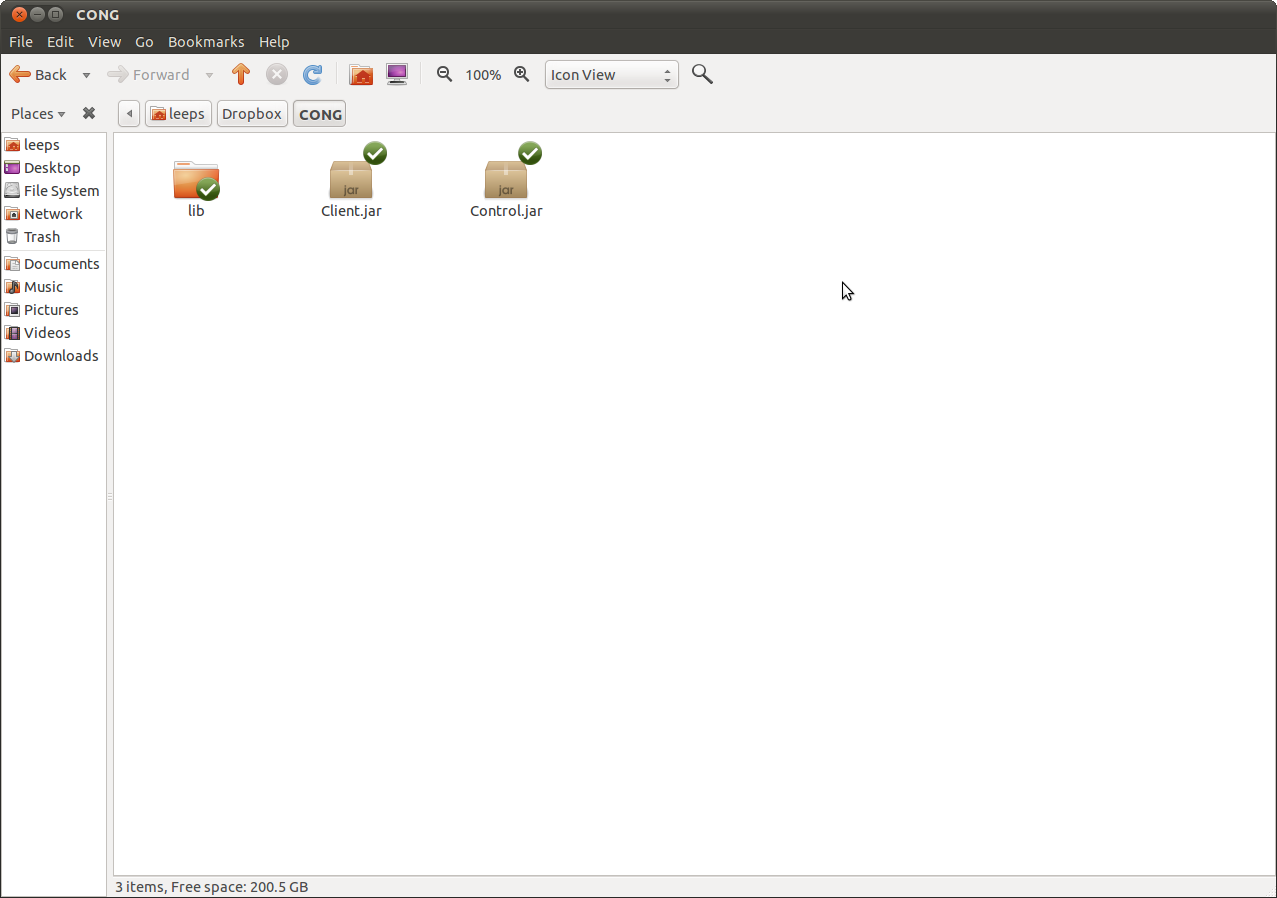 CONG
File Edit View Go Bookmarks Help
Back Forward 100% Icon View
Places leeps Dropbox CONG
leeps
Desktop
File System
Network
Trash
Documents
Music
Pictures
Videos
Downloads
jar jar
lib Client.jar Control.jar
3 items, Free space: 200.5 GB